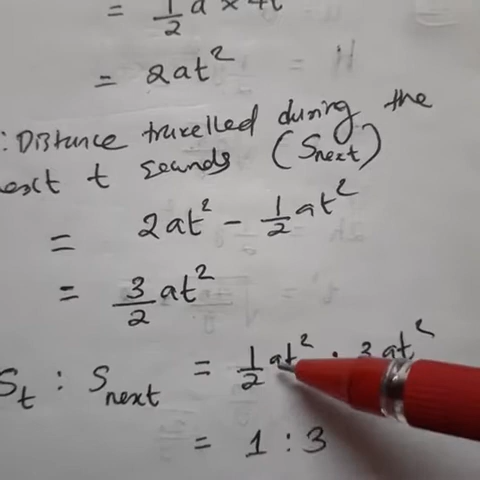 = 1/2 a × 4t
= 2at²
: Distance travelled during the
next t seconds (Snext)
= 2at² - 1/2 at²
= 3/2 at²
St : Snext = 1/2 at² : 3 at²
= 1 : 3